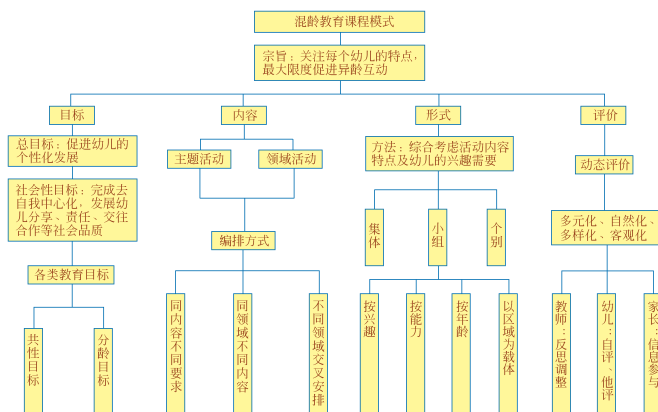 混龄教育课程模式
宗旨：关注每个幼儿的特点，
最大限度促进异龄互动
目标
内容
形式
评价
总目标：促进幼儿的
个性化发展
主题活动
领域活动
方法：综合考虑活动内容
特点及幼儿的兴趣需要
动态评价
社会性目标：完成去
自我中心化，发展幼
儿分享、责任、交往
合作等社会品质
集体
小组
个别
多元化、自然化、
多样化、客观化
编排方式
各类教育目标
共性目标
分龄目标
同内容不同要求
同领域不同内容
不同领域交叉安排
按兴趣
按能力
按年龄
以区域为载体
教师：反思调整
幼儿：自评、他评
家长：信息参与